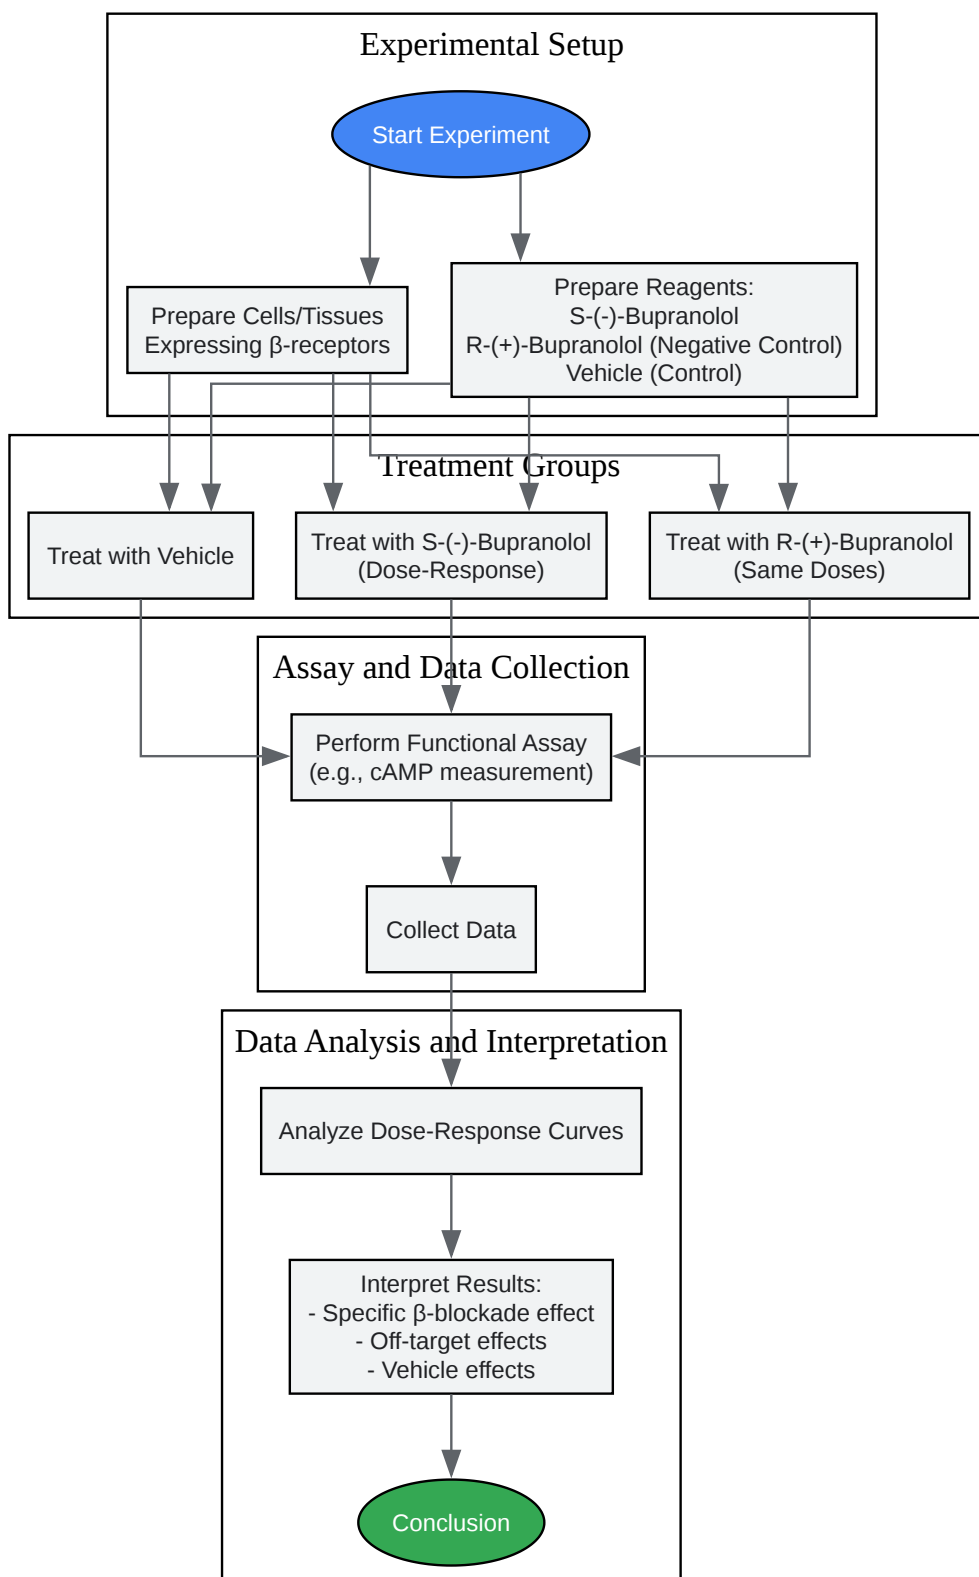 Experimental Setup
Start Experiment
Prepare Cells/Tissues
Expressing β-receptors
Prepare Reagents:
S-(-)-Bupranolol
R-(+)-Bupranolol (Negative Control)
Vehicle (Control)
Treatment Groups
Treat with Vehicle
Treat with S-(-)-Bupranolol
(Dose-Response)
Treat with R-(+)-Bupranolol
(Same Doses)
Assay and Data Collection
Perform Functional Assay
(e.g., cAMP measurement)
Collect Data
Data Analysis and Interpretation
Analyze Dose-Response Curves
Interpret Results:
- Specific β-blockade effect
- Off-target effects
- Vehicle effects
Conclusion